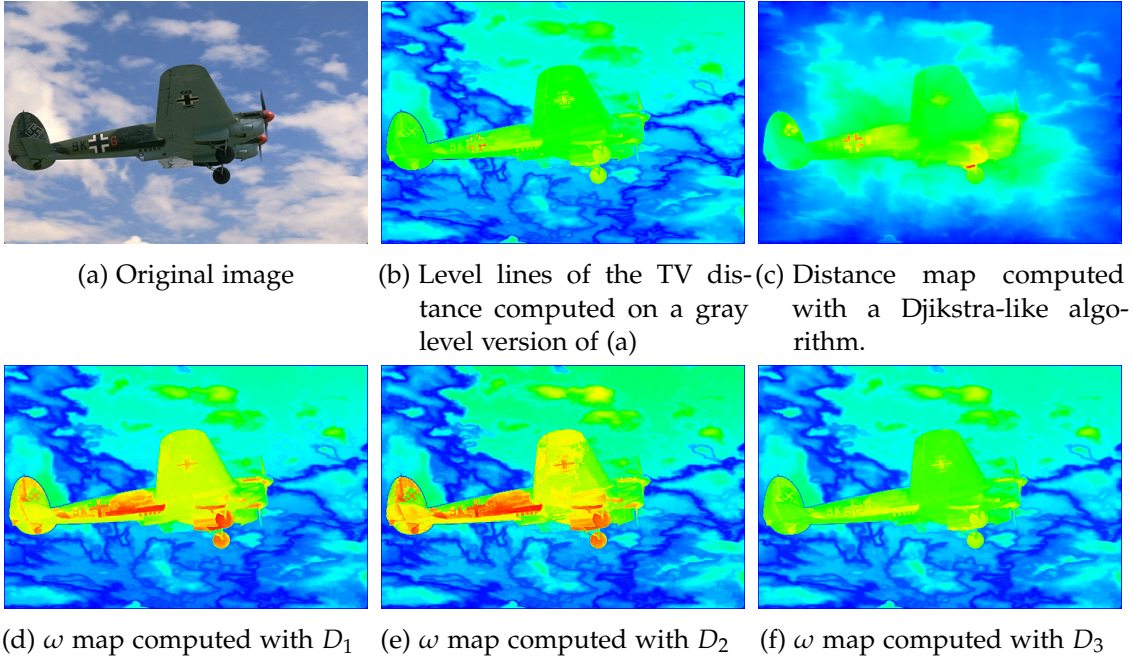 9K G
(a) Original image
(b) Level lines of the TV dis-
tance computed on a gray
level version of (a)
(c) Distance map computed
with a Djikstra-like algo-
rithm.
(d) ω map computed with D₁
(e) ω map computed with D₂
(f) ω map computed with D₃